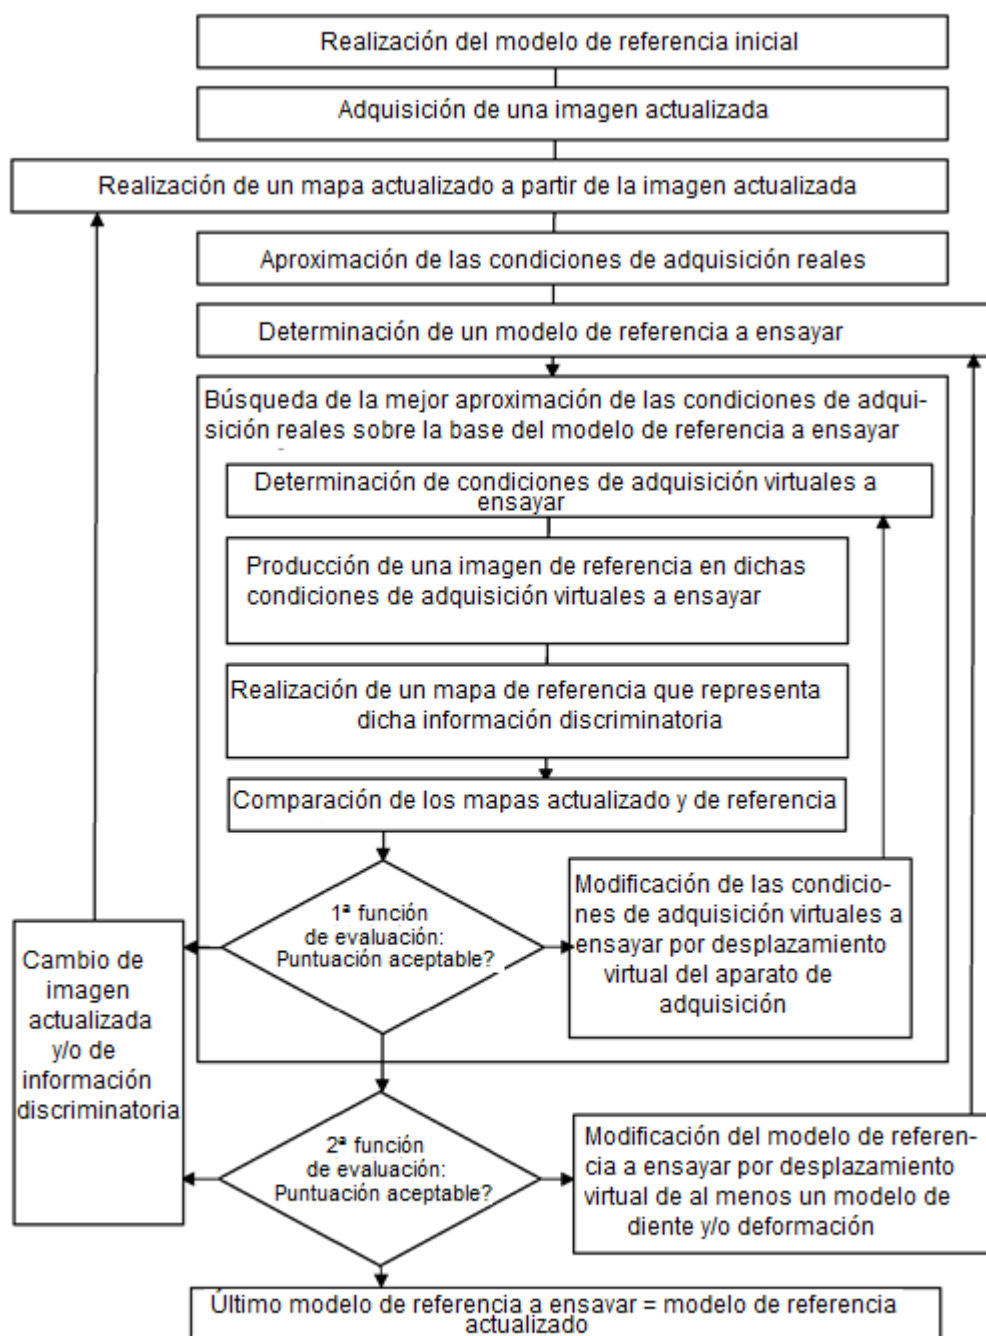 Realización del modelo de referencia inicial
Adquisición de una imagen actualizada
Realización de un mapa actualizado a partir de la imagen actualizada
Aproximación de las condiciones de adquisición reales
Determinación de un modelo de referencia a ensayar
Búsqueda de la mejor aproximación de las condiciones de adqui-
sición reales sobre la base del modelo de referencia a ensayar
Determinación de condiciones de adquisición virtuales a
ensayar
Producción de una imagen de referencia en dichas
condiciones de adquisición virtuales a ensayar
Realización de un mapa de referencia que representa
dicha información discriminatoria
Comparación de los mapas actualizado y de referencia
1ª función
de evaluación:
Puntuación aceptable?
Modificación de las condicio-
nes de adquisición virtuales a
ensayar por desplazamiento
virtual del aparato de
adquisición
Cambio de
imagen
actualizada
y/o de
información
discriminatoria
2ª función
de evaluación:
Puntuación aceptable?
Modificación del modelo de referen-
cia a ensayar por desplazamiento
virtual de al menos un modelo de
diente y/o deformación
Último modelo de referencia a ensavar = modelo de referencia
actualizado